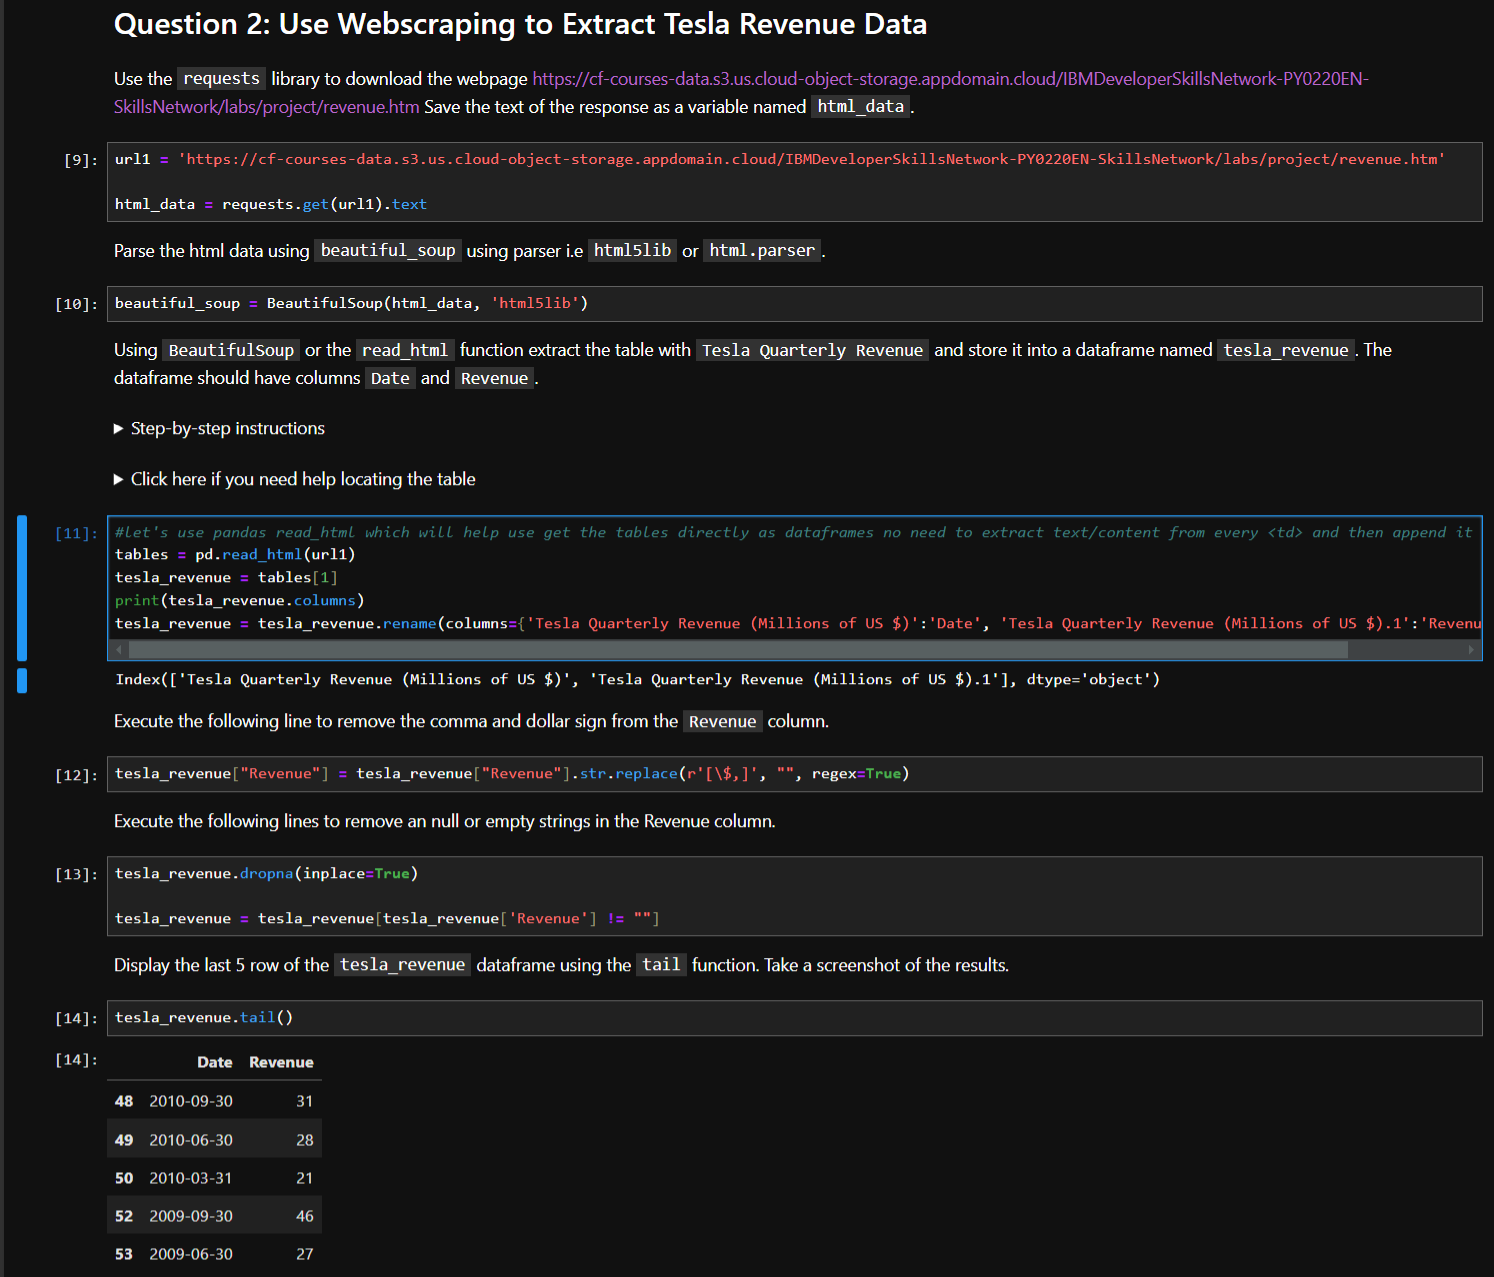 Question 2: Use Webscraping to Extract Tesla Revenue Data
Use the requests library to download the webpage https://cf-courses-data.s3.us.cloud-object-storage.appdomain.cloud/IBMDeveloperSkillsNetwork-PY0220EN-
SkillsNetwork/labs/project/revenue.htm Save the text of the response as a variable named html_data.
[9]: url1 = 'https://cf-courses-data.s3.us.cloud-object-storage.appdomain.cloud/IBMDeveloperSkillsNetwork-PY0220EN-SkillsNetwork/labs/project/revenue.htm'
html_data = requests.get(url1).text
Parse the html data using beautiful_soup using parser i.e html5lib or html.parser.
[10]: beautiful_soup = BeautifulSoup(html_data, 'html5lib')
Using BeautifulSoup or the read_html function extract the table with Tesla Quarterly Revenue and store it into a dataframe named tesla_revenue. The
dataframe should have columns Date and Revenue.
▶ Step-by-step instructions
▶ Click here if you need help locating the table
[11]: #let's use pandas read_html which will help use get the tables directly as dataframes no need to extract text/content from every <td> and then append it
tables = pd.read_html(url1)
tesla_revenue = tables[1]
print(tesla_revenue.columns)
tesla_revenue = tesla_revenue.rename(columns={'Tesla Quarterly Revenue (Millions of US $)':'Date', 'Tesla Quarterly Revenue (Millions of US $).1':'Revenu
Index(['Tesla Quarterly Revenue (Millions of US $)', 'Tesla Quarterly Revenue (Millions of US $).1'], dtype='object')
Execute the following line to remove the comma and dollar sign from the Revenue column.
[12]: tesla_revenue["Revenue"] = tesla_revenue["Revenue"].str.replace(r'[\$,]', "", regex=True)
Execute the following lines to remove an null or empty strings in the Revenue column.
[13]: tesla_revenue.dropna(inplace=True)
tesla_revenue = tesla_revenue[tesla_revenue['Revenue'] != ""]
Display the last 5 row of the tesla_revenue dataframe using the tail function. Take a screenshot of the results.
[14]: tesla_revenue.tail()
[14]: Date Revenue
48 2010-09-30 31
49 2010-06-30 28
50 2010-03-31 21
52 2009-09-30 46
53 2009-06-30 27